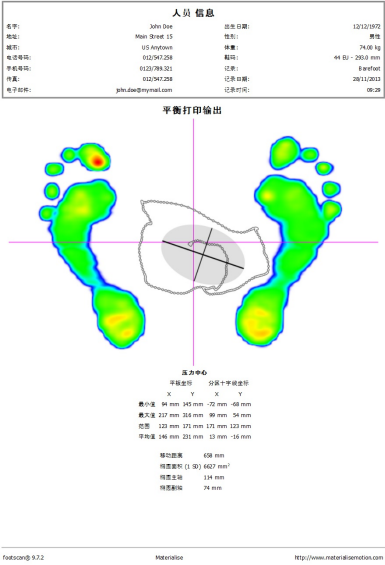 人员 信息
名字: John Doe 出生日期: 12/12/1972
地址: Main Street 15 性别: 男性
城市: US Anytown 体重: 74.00 kg
电话号码: 012/547.258 鞋码: 44 EU - 293.0 mm
手机号码: 0123/789.321 记录: Barefoot
传真: 012/547.258 记录日期: 28/11/2013
电子邮件: john.doe@mymail.com 记录时间: 09:29
平衡打印输出
压力中心
平板坐标 分离十字线坐标
X Y X Y
最小值 94 mm 145 mm -72 mm -68 mm
最大值 217 mm 316 mm 99 mm 54 mm
范围 123 mm 171 mm 171 mm 123 mm
平均值 146 mm 231 mm 13 mm -16 mm
移动距离 658 mm
椭圆面积 (1 SD) 6627 mm²
椭圆主轴 114 mm
椭圆副轴 74 mm
footscan® 9.7.2 Materialise http://www.materialisemotion.com